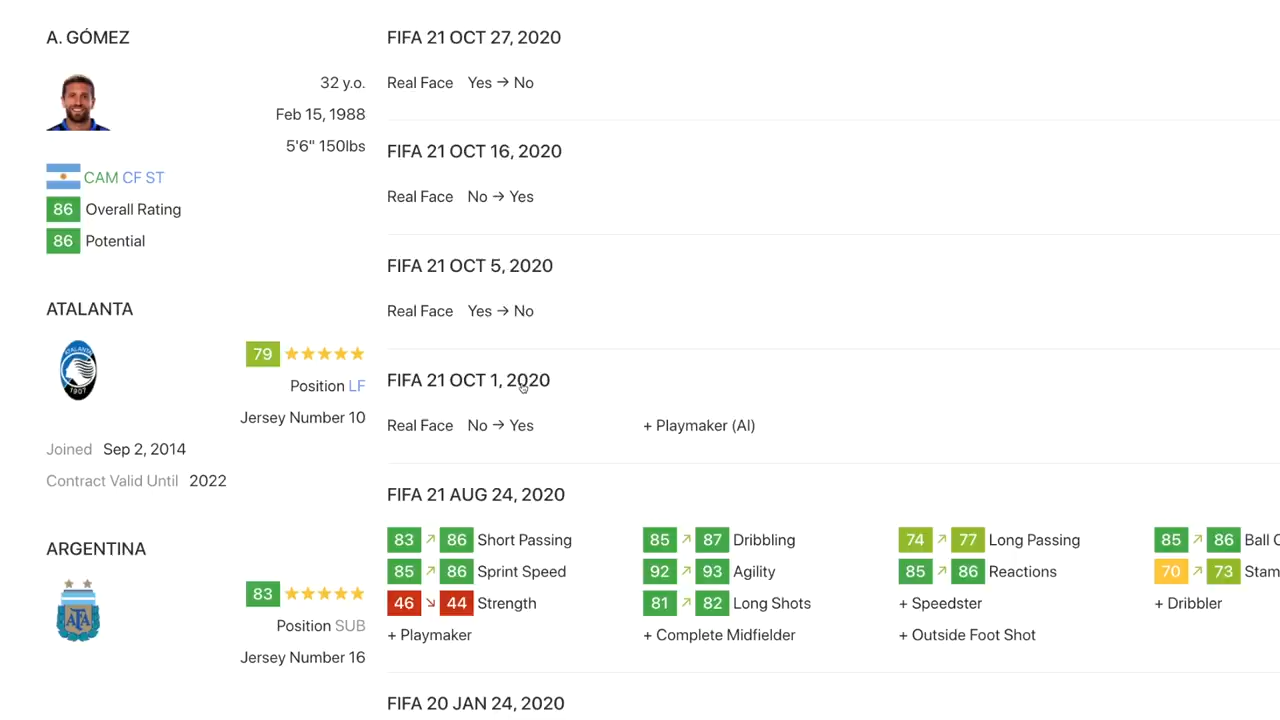 A. GÓMEZ
32 y.o.
Feb 15, 1988
5'6" 150lbs
CAM CF ST
86 Overall Rating
86 Potential
ATALANTA
ATALANTA
1907
79
Position LF
Jersey Number 10
Joined Sep 2, 2014
Contract Valid Until 2022
ARGENTINA
AFA
83
Position SUB
Jersey Number 16
FIFA 21 OCT 27, 2020
Real Face Yes → No
FIFA 21 OCT 16, 2020
Real Face No → Yes
FIFA 21 OCT 5, 2020
Real Face Yes → No
FIFA 21 OCT 1, 2020
Real Face No → Yes + Playmaker (AI)
FIFA 21 AUG 24, 2020
83 ↗ 86 Short Passing 85 ↗ 87 Dribbling 74 ↗ 77 Long Passing 85 ↗ 86 Ball C
85 ↗ 86 Sprint Speed 92 ↗ 93 Agility 85 ↗ 86 Reactions 70 ↗ 73 Stam
46 ↘ 44 Strength 81 ↗ 82 Long Shots + Speedster + Dribbler
+ Playmaker + Complete Midfielder + Outside Foot Shot
FIFA 20 JAN 24, 2020